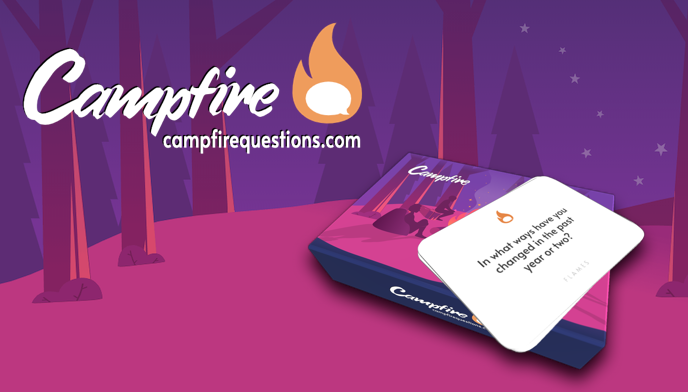 Campfire
campfirequestions.com
Campfire
In what ways have you
changed in the past
year or two?
FLAMES
Campfire